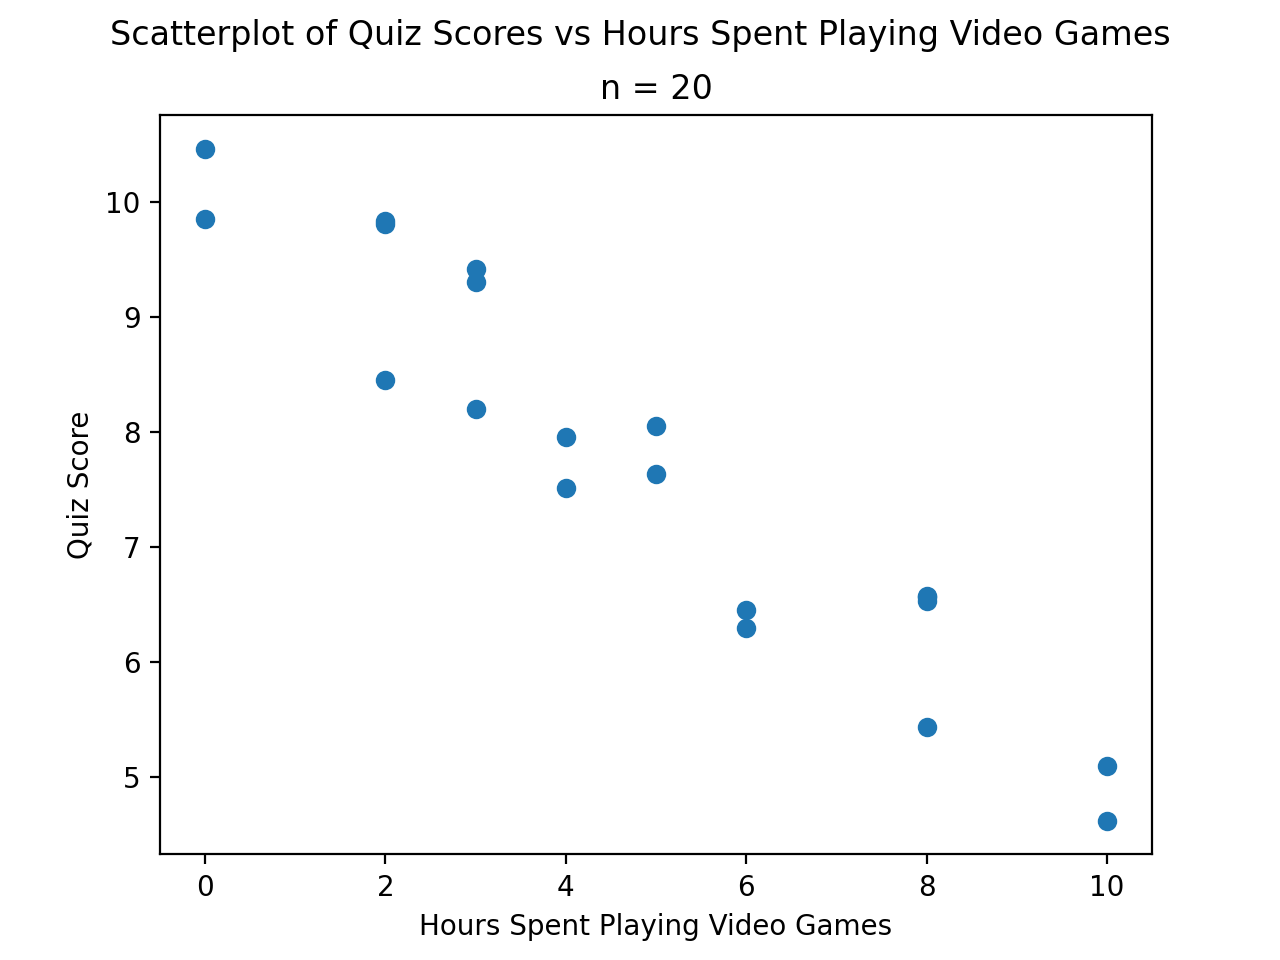 Scatterplot of Quiz Scores vs Hours Spent Playing Video Games
n = 20
10
9
8
7
6
5
Quiz Score
0 2 4 6 8 10
Hours Spent Playing Video Games